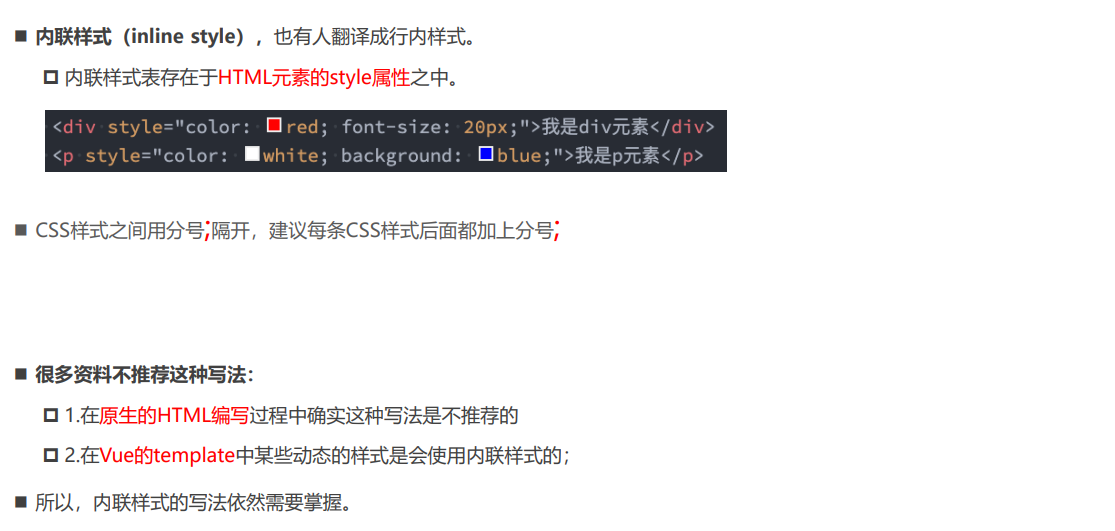 内联样式（inline style），也有人翻译成行内样式。
内联样式表存在于HTML元素的style属性之中。
<div style="color: red; font-size: 20px;">我是div元素</div>
<p style="color: white; background: blue;">我是p元素</p>
CSS样式之间用分号;隔开，建议每条CSS样式后面都加上分号;
很多资料不推荐这种写法：
1.在原生的HTML编写过程中确实这种写法是不推荐的
2.在Vue的template中某些动态的样式是会使用内联样式的；
所以，内联样式的写法依然需要掌握。